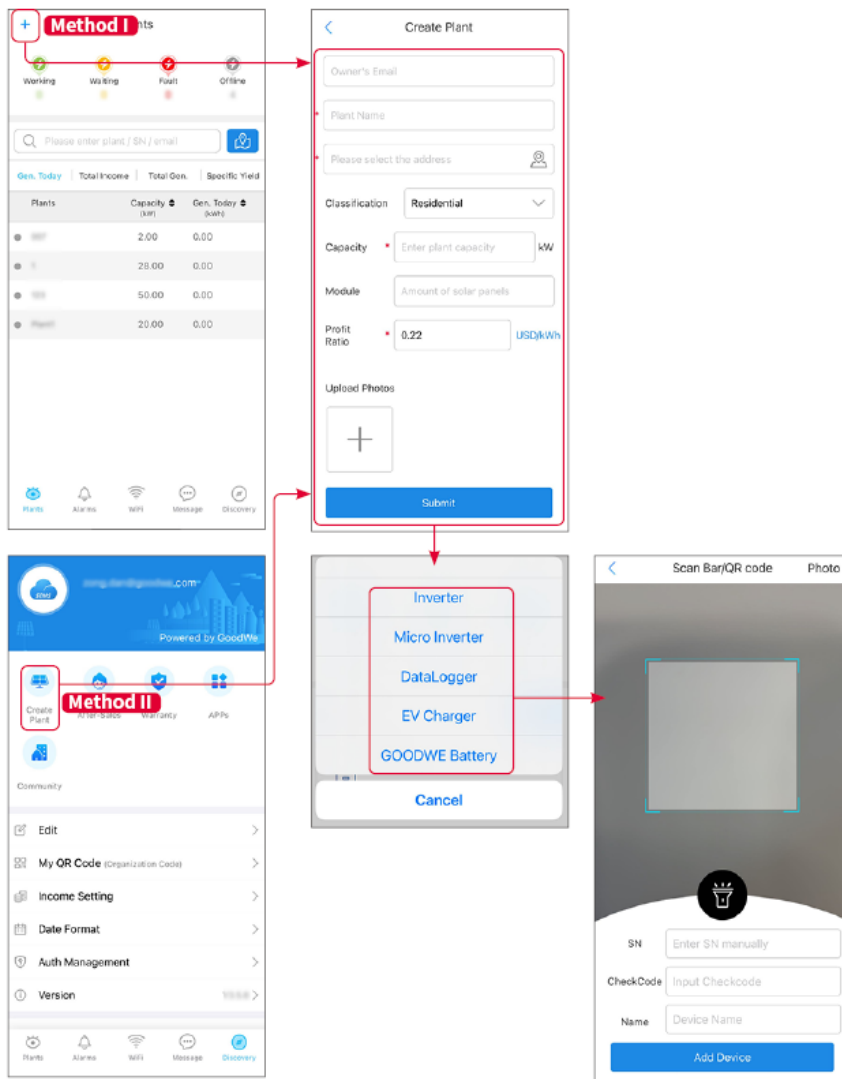 + Method I nts
Working Waiting Fault Offline
Please enter plant / SN / email
Gen. Today Total Income Total Gen. Specific Yield
Plants Capacity (kW) Gen. Today (kWh)
2.00 0.00
1 28.00 0.00
50.00 0.00
20.00 0.00
Plants Alarms WiFi Message Discovery
Create Plant
Owner's Email
* Plant Name
* Please select the address
Classification Residential
Capacity * Enter plant capacity kW
Module Amount of solar panels
Profit Ratio * 0.22 USD/kWh
Upload Photos
+
Submit
.com
Powered by GoodWe
Create Plant Method II After-Sales Warranty APPs
Community
Edit
My QR Code (Organization Code)
Income Setting
Date Format
Auth Management
Version
Plants Alarms WiFi Message Discovery
Inverter
Micro Inverter
DataLogger
EV Charger
GOODWE Battery
Cancel
Scan Bar/QR code Photo
SN Enter SN manually
CheckCode Input Checkcode
Name Device Name
Add Device